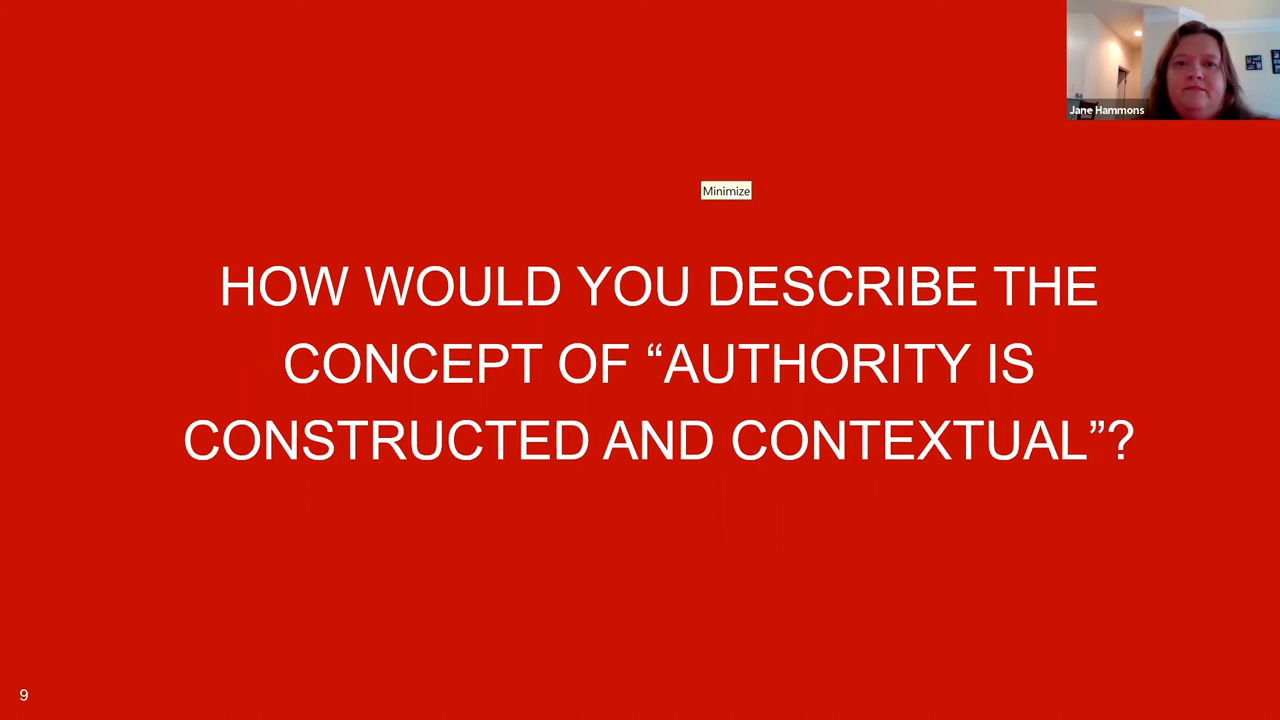 Jane Hammons
Minimize
HOW WOULD YOU DESCRIBE THE
CONCEPT OF “AUTHORITY IS
CONSTRUCTED AND CONTEXTUAL”?
9